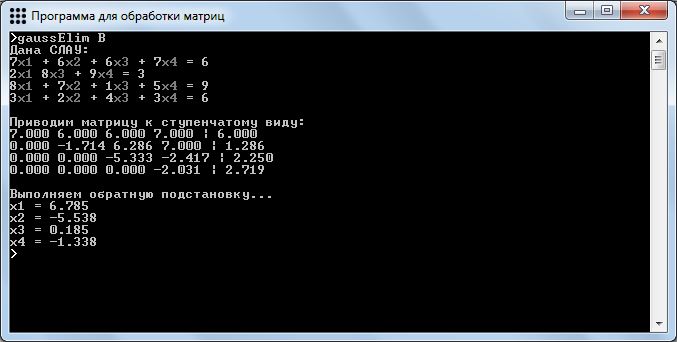 Программа для обработки матриц
>gaussElim B
Дана СЛАУ:
7x1 + 6x2 + 6x3 + 7x4 = 6
2x1 8x3 + 9x4 = 3
8x1 + 7x2 + 1x3 + 5x4 = 9
3x1 + 2x2 + 4x3 + 3x4 = 6
Приводим матрицу к ступенчатому виду:
7.000 6.000 6.000 7.000 ¦ 6.000
0.000 -1.714 6.286 7.000 ¦ 1.286
0.000 0.000 -5.333 -2.417 ¦ 2.250
0.000 0.000 0.000 -2.031 ¦ 2.719
Выполняем обратную подстановку...
x1 = 6.785
x2 = -5.538
x3 = 0.185
x4 = -1.338
>